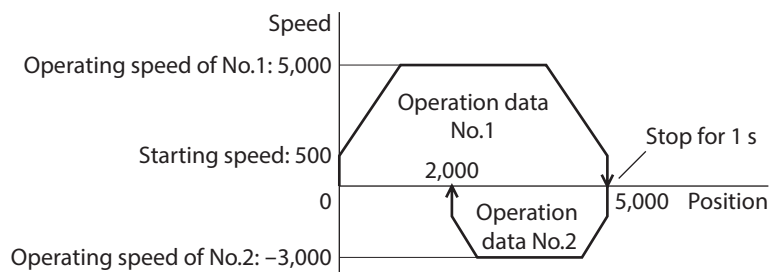 Speed
Operating speed of No.1: 5,000
Operation data
No.1
Stop for 1 s
Starting speed: 500
2,000
0
5,000 Position
Operation
data No.2
Operating speed of No.2: –3,000